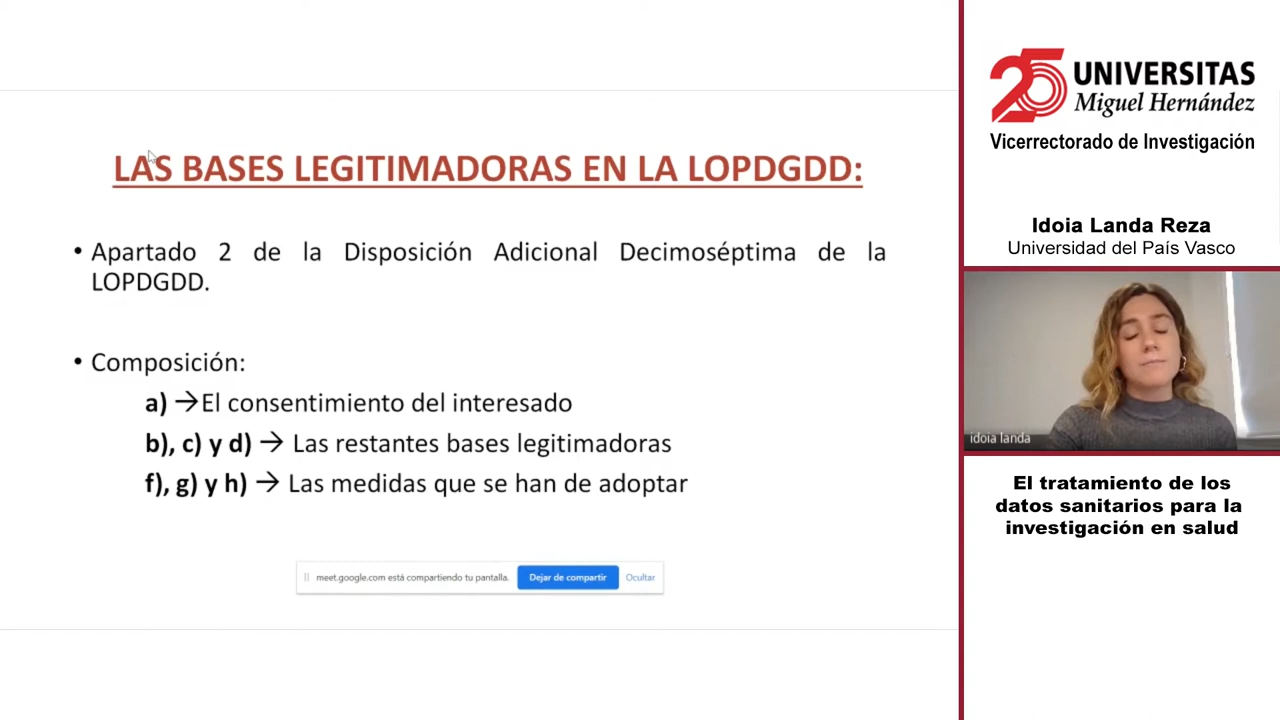 LAS BASES LEGITIMADORAS EN LA LOPDGDD:
• Apartado 2 de la Disposición Adicional Decimoséptima de la
LOPDGDD.
• Composición:
a) →El consentimiento del interesado
b), c) y d) → Las restantes bases legitimadoras
f), g) y h) → Las medidas que se han de adoptar
meet.google.com está compartiendo tu pantalla. Dejar de compartir Ocultar
25 UNIVERSITAS
Miguel Hernández
Vicerrectorado de Investigación
Idoia Landa Reza
Universidad del País Vasco
idoia landa
El tratamiento de los
datos sanitarios para la
investigación en salud